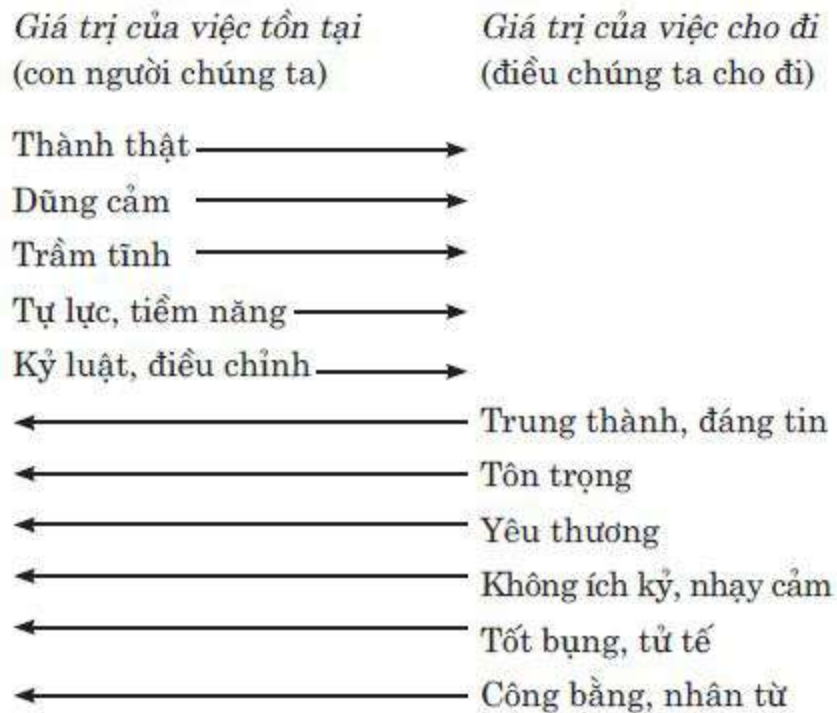 Giá trị của việc tồn tại
(con người chúng ta)
Giá trị của việc cho đi
(điều chúng ta cho đi)
Thành thật
Dũng cảm
Trầm tĩnh
Tự lực, tiềm năng
Kỷ luật, điều chỉnh
Trung thành, đáng tin
Tôn trọng
Yêu thương
Không ích kỷ, nhạy cảm
Tốt bụng, tử tế
Công bằng, nhân từ